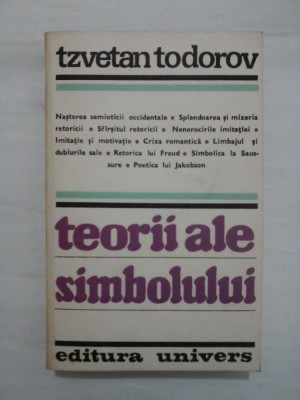 tzvetan todorov
Nașterea semioticii occidentale • Splendoarea și mizeria
retoricii • Sfîrșitul retoricii • Nenorocirile imitației •
Imitație și motivație • Criza romantică • Limbajul și
dublurile sale • Retorica lui Freud • Simbolica la Saus-
sure • Poetica lui Jakobson
teorii ale
simbolului
editura univers